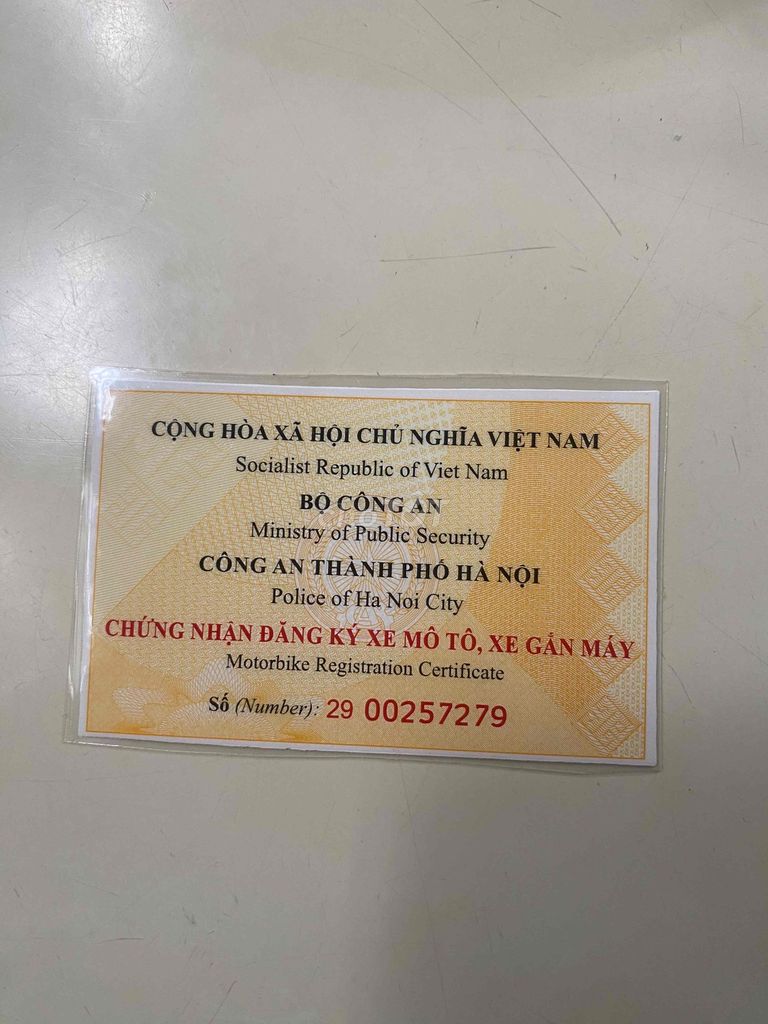 CỘNG HÒA XÃ HỘI CHỦ NGHĨA VIỆT NAM
Socialist Republic of Viet Nam
BỘ CÔNG AN
Ministry of Public Security
CÔNG AN THÀNH PHỐ HÀ NỘI
Police of Ha Noi City
CHỨNG NHẬN ĐĂNG KÝ XE MÔ TÔ, XE GẮN MÁY
Motorbike Registration Certificate
Số (Number): 29 00257279